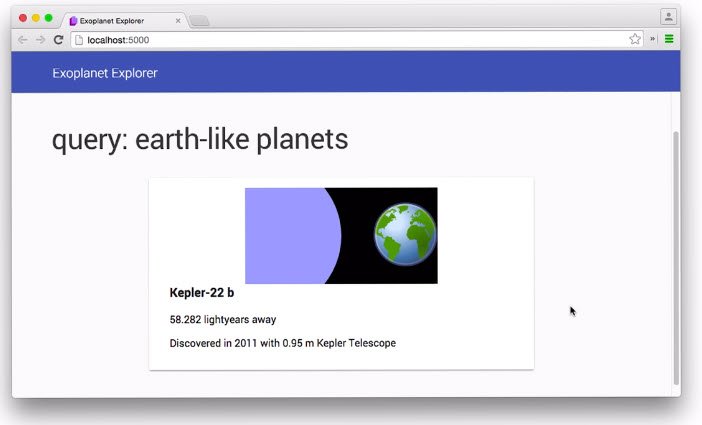 Exoplanet Explorer
localhost:5000
Exoplanet Explorer
query: earth-like planets
Kepler-22 b
58.282 lightyears away
Discovered in 2011 with 0.95 m Kepler Telescope